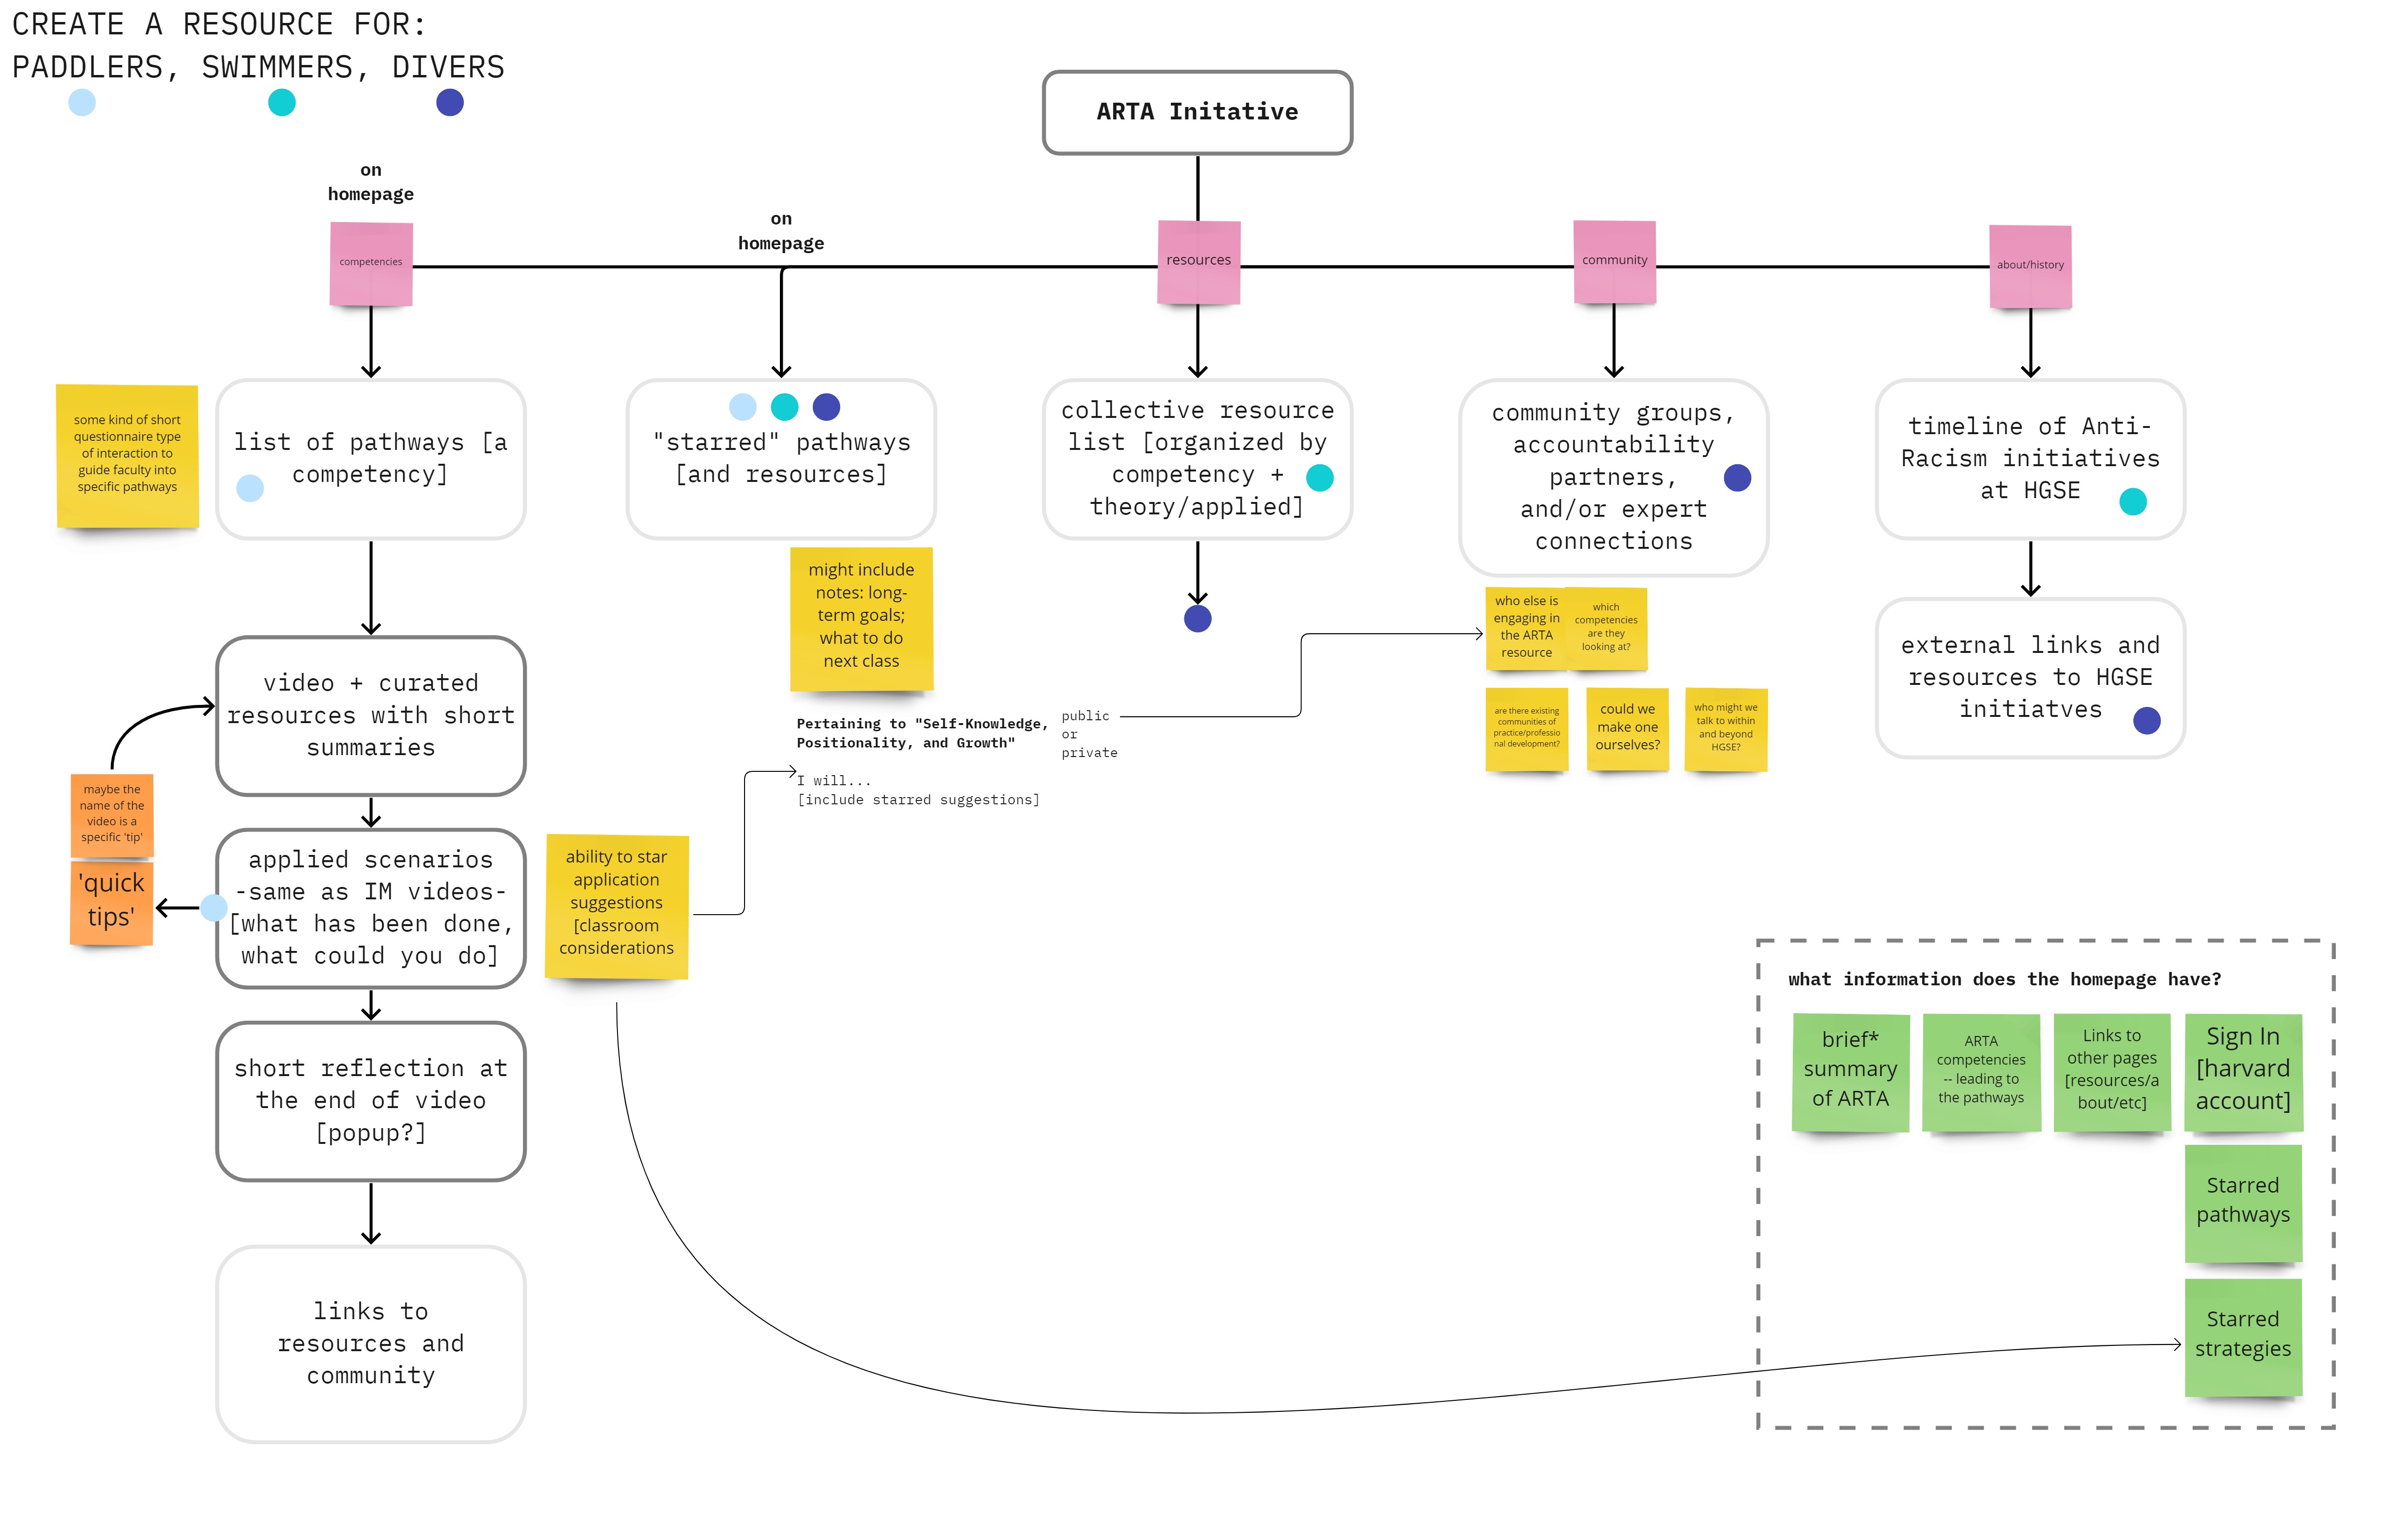 CREATE A RESOURCE FOR:
PADDLERS, SWIMMERS, DIVERS
ARTA Initative
on
homepage
on
homepage
competencies
resources
community
about/history
some kind of short
questionnaire type
of interaction to
guide faculty into
specific pathways
list of pathways [a
competency]
"starred" pathways
[and resources]
collective resource
list [organized by
competency +
theory/applied]
community groups,
accountability
partners,
and/or expert
connections
timeline of Anti-
Racism initiatives
at HGSE
might include
notes: long-
term goals;
what to do
next class
who else is
engaging in
the ARTA
resource
which
competencies
are they
looking at?
external links and
resources to HGSE
initiatves
video + curated
resources with short
summaries
Pertaining to "Self-Knowledge,
Positionality, and Growth"
I will...
[include starred suggestions]
public
or
private
are there existing
communities of
practice/professio
nal development?
could we
make one
ourselves?
who might we
talk to within
and beyond
HGSE?
maybe the
name of the
video is a
specific 'tip'
'quick
tips'
applied scenarios
-same as IM videos-
[what has been done,
what could you do]
ability to star
application
suggestions
[classroom
considerations
short reflection at
the end of video
[popup?]
links to
resources and
community
what information does the homepage have?
brief*
summary
of ARTA
ARTA
competencies
-- leading to
the pathways
Links to
other pages
[resources/a
bout/etc]
Sign In
[harvard
account]
Starred
pathways
Starred
strategies